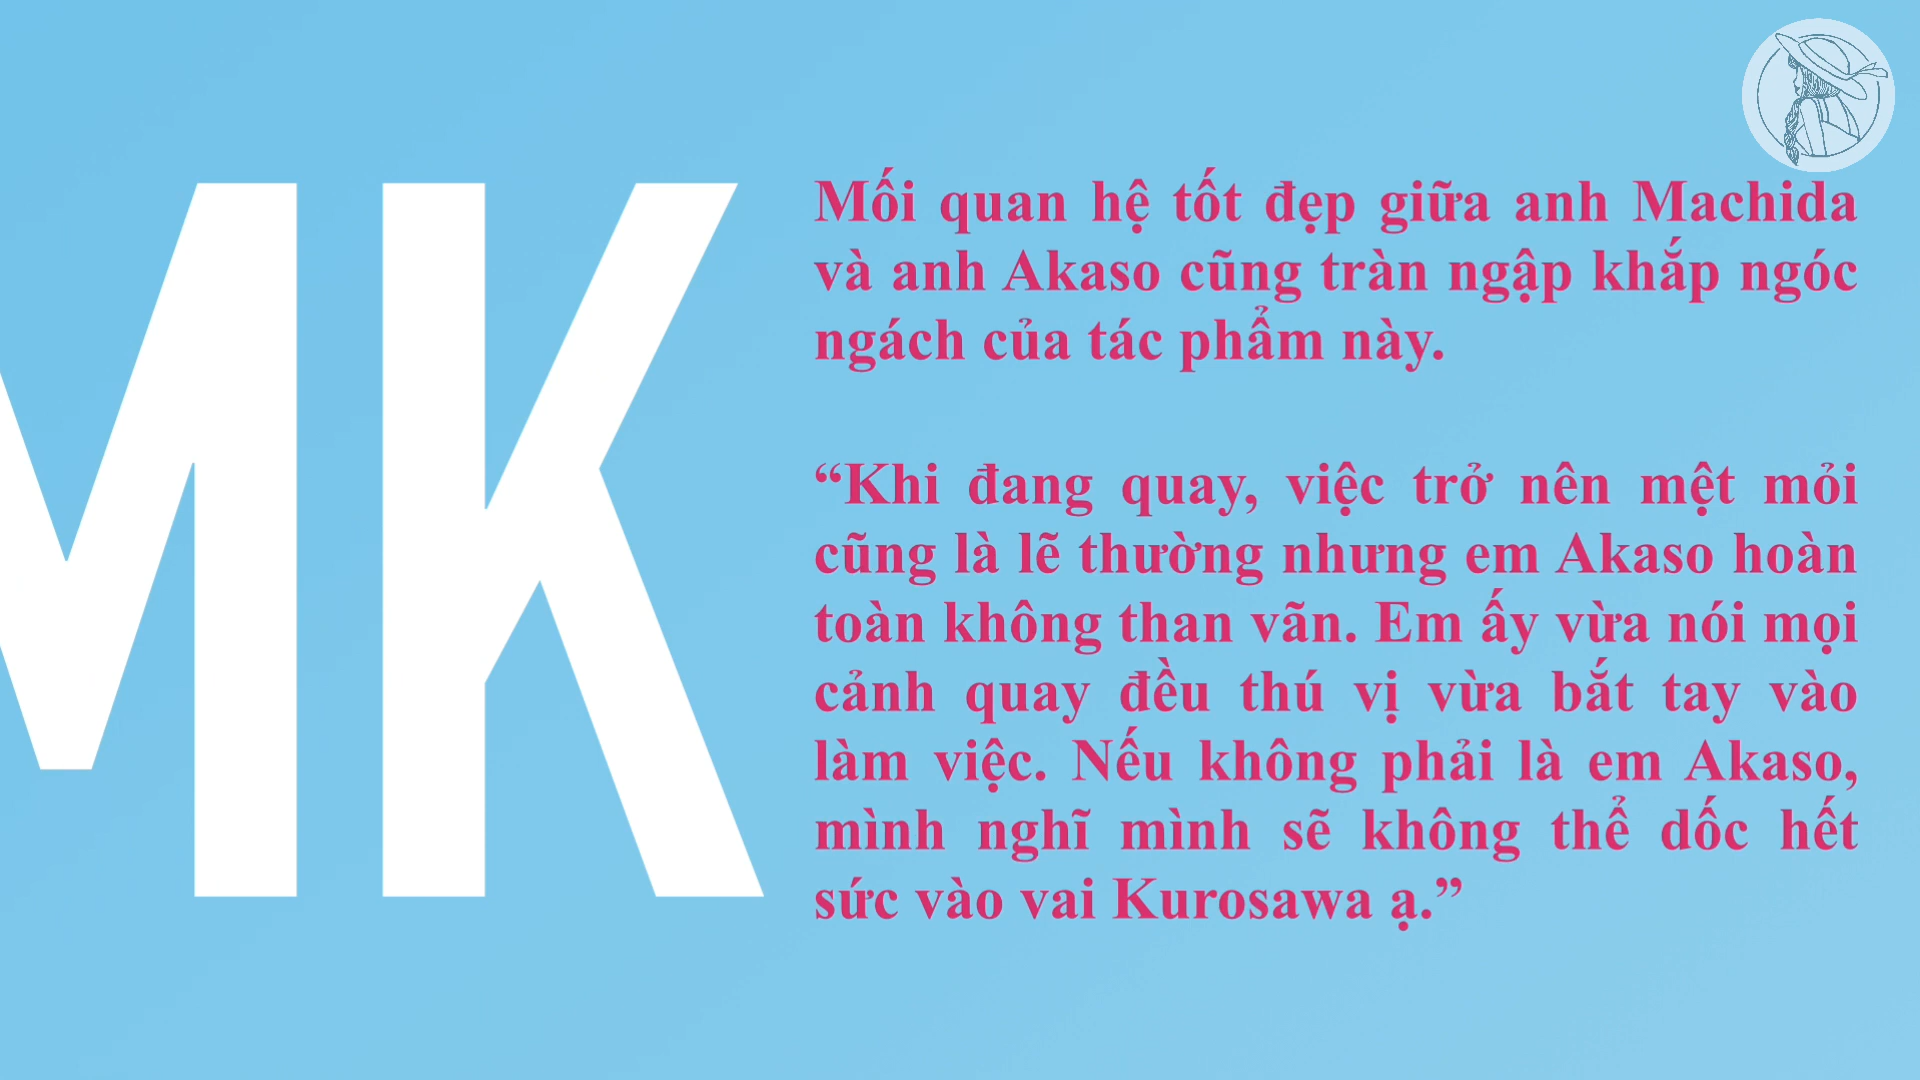 MK
Mối quan hệ tốt đẹp giữa anh Machida
và anh Akaso cũng tràn ngập khắp ngóc
ngách của tác phẩm này.
“Khi đang quay, việc trở nên mệt mỏi
cũng là lẽ thường nhưng em Akaso hoàn
toàn không than vãn. Em ấy vừa nói mọi
cảnh quay đều thú vị vừa bắt tay vào
làm việc. Nếu không phải là em Akaso,
mình nghĩ mình sẽ không thể dốc hết
sức vào vai Kurosawa ạ.”